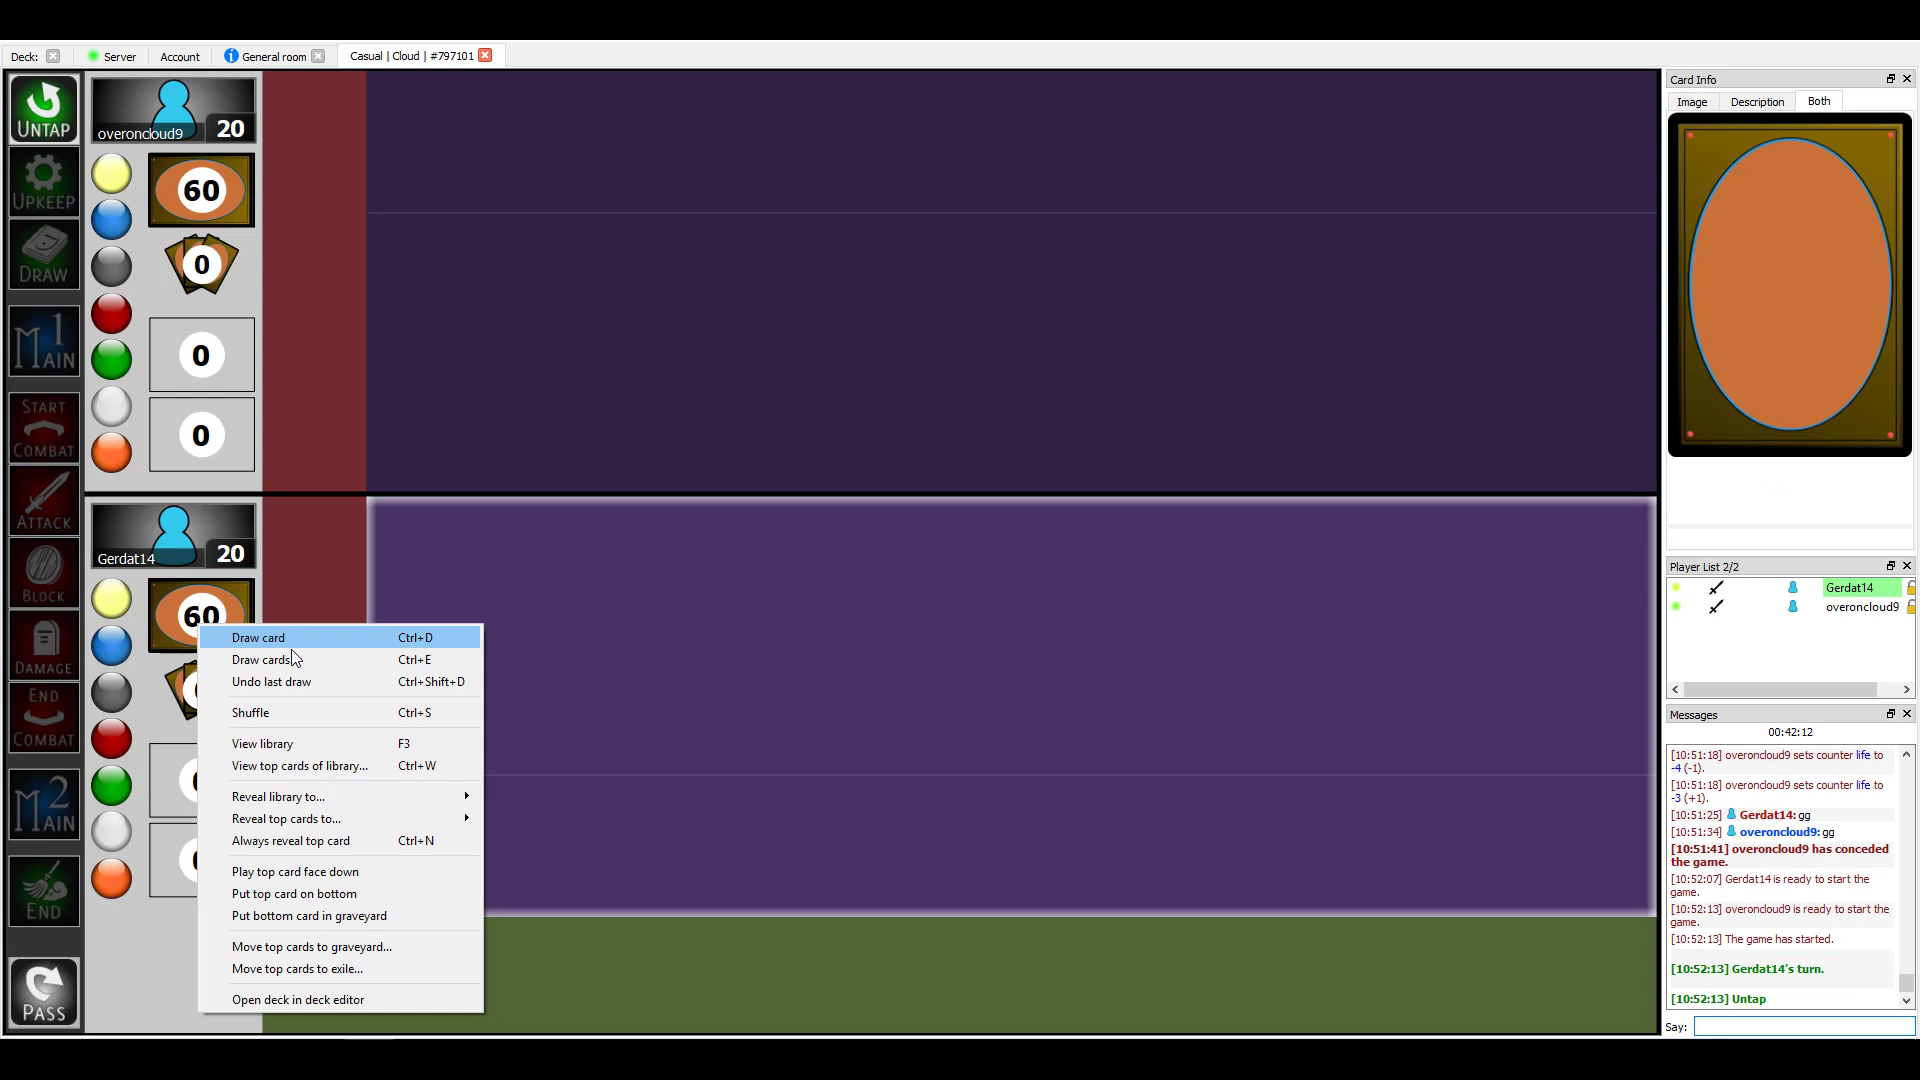 Deck:
Server
Account
General room
Casual | Cloud | #797101
UNTAP
UPKEEP
DRAW
M1
MAIN
START
COMBAT
ATTACK
BLOCK
DAMAGE
END
COMBAT
M2
MAIN
END
PASS
overoncloud9
20
60
0
0
0
Gerdat14
20
60
Draw card Ctrl+D
Draw cards Ctrl+E
Undo last draw Ctrl+Shift+D
Shuffle Ctrl+S
View library F3
View top cards of library... Ctrl+W
Reveal library to...
Reveal top cards to...
Always reveal top card Ctrl+N
Play top card face down
Put top card on bottom
Put bottom card in graveyard
Move top cards to graveyard...
Move top cards to exile...
Open deck in deck editor
Card Info
Image
Description
Both
Player List 2/2
Gerdat14
overoncloud9
Messages
00:42:12
[10:51:18] overoncloud9 sets counter life to
-4 (-1).
[10:51:18] overoncloud9 sets counter life to
-3 (+1).
[10:51:25] Gerdat14: gg
[10:51:34] overoncloud9: gg
[10:51:41] overoncloud9 has conceded
the game.
[10:52:07] Gerdat14 is ready to start the
game.
[10:52:13] overoncloud9 is ready to start the
game.
[10:52:13] The game has started.
[10:52:13] Gerdat14's turn.
[10:52:13] Untap
Say: